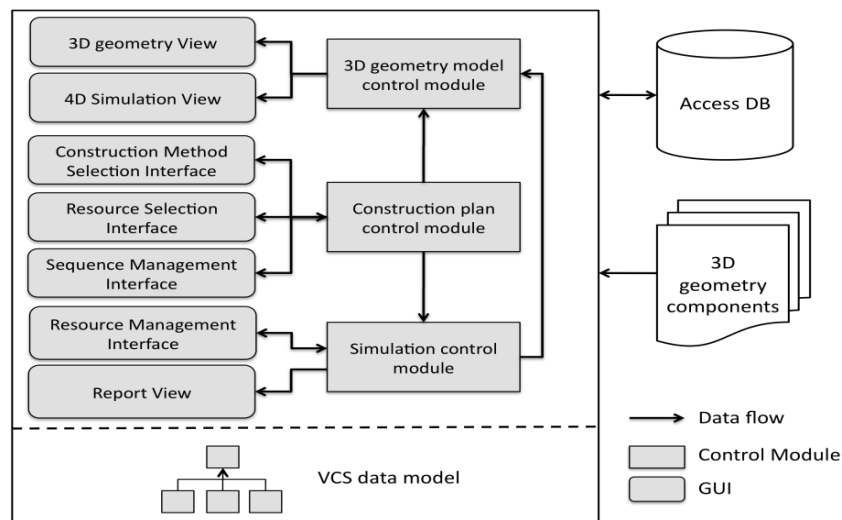 3D geometry View
4D Simulation View
Construction Method
Selection Interface
Resource Selection
Interface
Sequence Management
Interface
Resource Management
Interface
Report View
3D geometry model
control module
Construction plan
control module
Simulation control
module
VCS data model
Access DB
3D
geometry
components
Data flow
Control Module
GUI